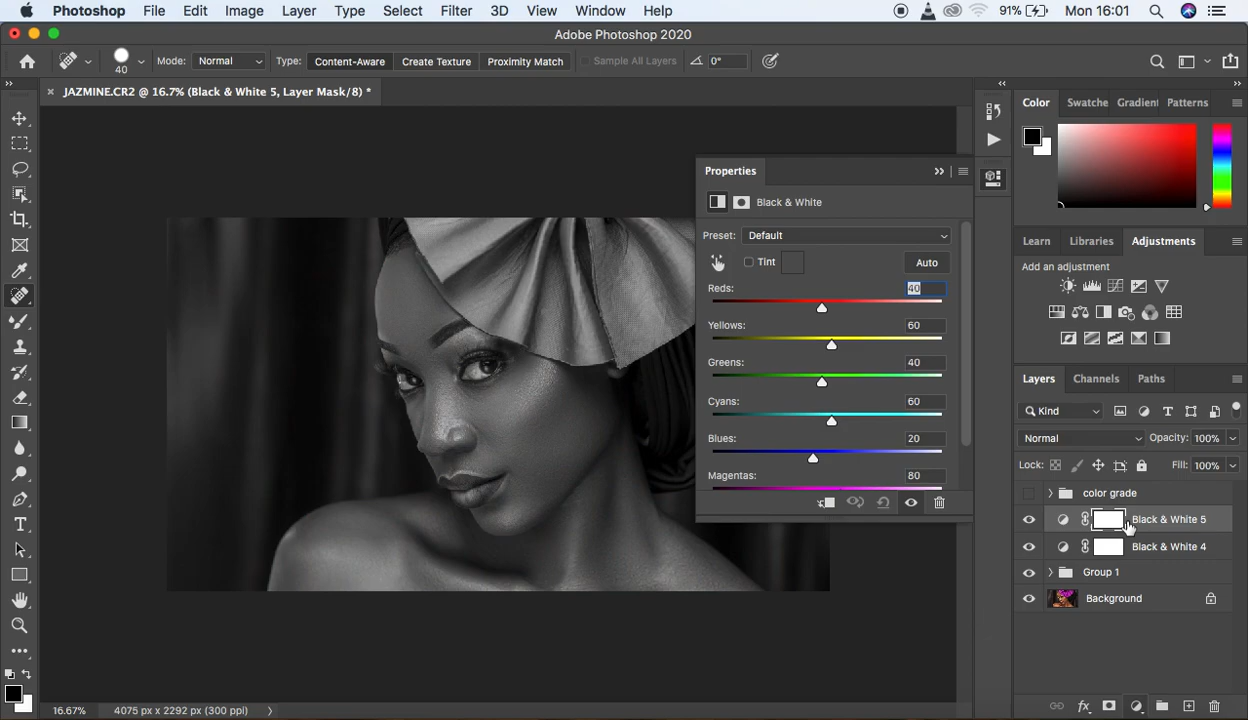 Photoshop File Edit Image Layer Type Select Filter 3D View Window Help 91% Mon 16:01
Adobe Photoshop 2020
40 Mode: Normal Type: Content-Aware Create Texture Proximity Match Sample All Layers 0°
JAZMINE.CR2 @ 16.7% (Black & White 5, Layer Mask/8) *
Color Swatche Gradient Patterns
Properties
Black & White
Preset: Default
Tint Auto
Reds: 40
Yellows: 60
Greens: 40
Cyans: 60
Blues: 20
Magentas: 80
Learn Libraries Adjustments
Add an adjustment
Layers Channels Paths
Kind
Normal Opacity: 100%
Lock: Fill: 100%
color grade
Black & White 5
Black & White 4
Group 1
Background
fx
16.67% 4075 px x 2292 px (300 ppi)